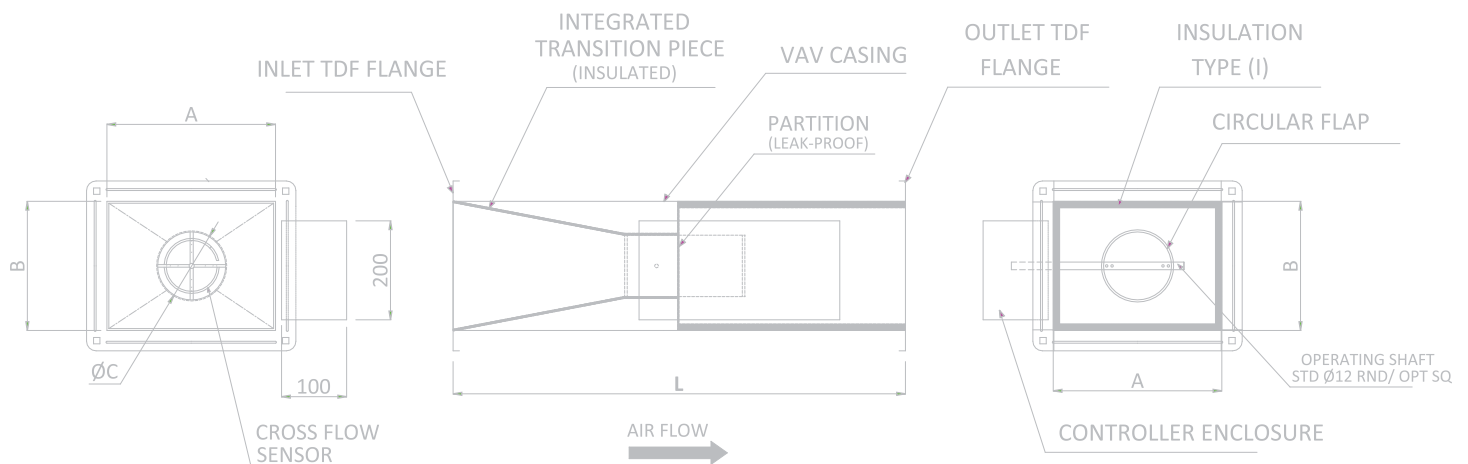 INTEGRATED
TRANSITION PIECE
(INSULATED)
INLET TDF FLANGE
VAV CASING
OUTLET TDF
FLANGE
INSULATION
TYPE (I)
PARTITION
(LEAK-PROOF)
CIRCULAR FLAP
A
B
200
ØC
100
CROSS FLOW
SENSOR
L
AIR FLOW
B
A
OPERATING SHAFT
STD Ø12 RND/ OPT SQ
CONTROLLER ENCLOSURE